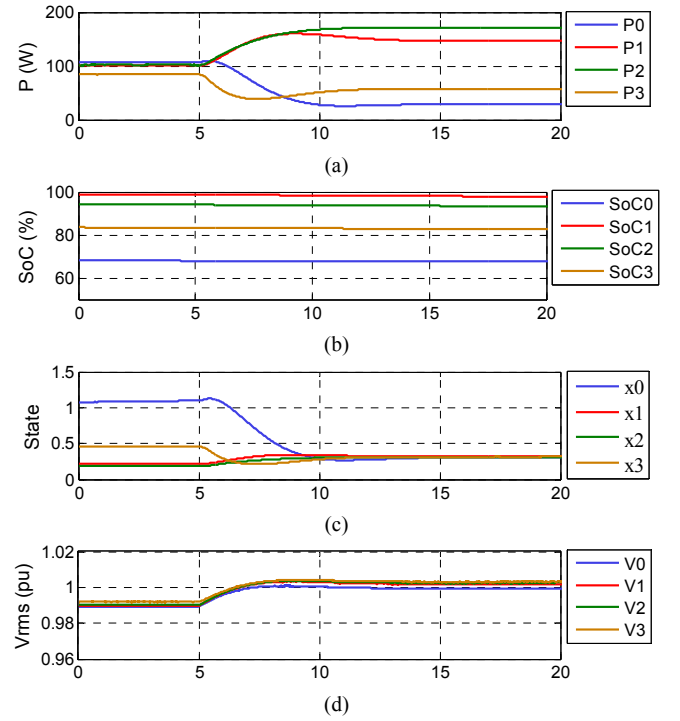 200
100
0
P (W)
0 5 10 15 20
P0
P1
P2
P3
(a)
100
80
60
SoC (%)
0 5 10 15 20
SoC0
SoC1
SoC2
SoC3
(b)
1.5
1
0.5
0
State
0 5 10 15 20
x0
x1
x2
x3
(c)
1.02
1
0.98
0.96
Vrms (pu)
0 5 10 15 20
V0
V1
V2
V3
(d)